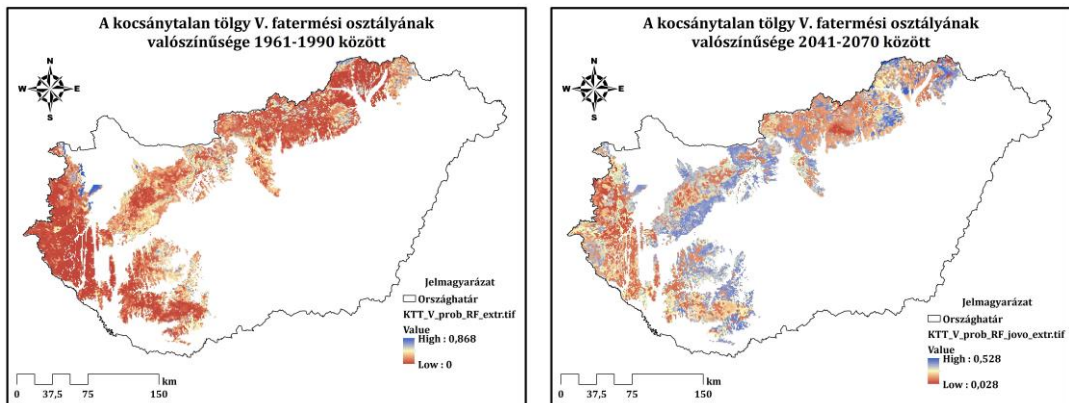 A kocsánytalan tölgy V. fatermési osztályának
valószínűsége 1961-1990 között
N
W E
S
Jelmagyarázat
Országhatár
KTT_V_prob_RF_extr.tif
Value
High : 0,868
Low : 0
km
0 37,5 75 150
A kocsánytalan tölgy V. fatermési osztályának
valószínűsége 2041-2070 között
N
W E
S
Jelmagyarázat
Országhatár
KTT_V_prob_RF_jovo_extr.tif
Value
High : 0,528
Low : 0,028
km
0 37,5 75 150